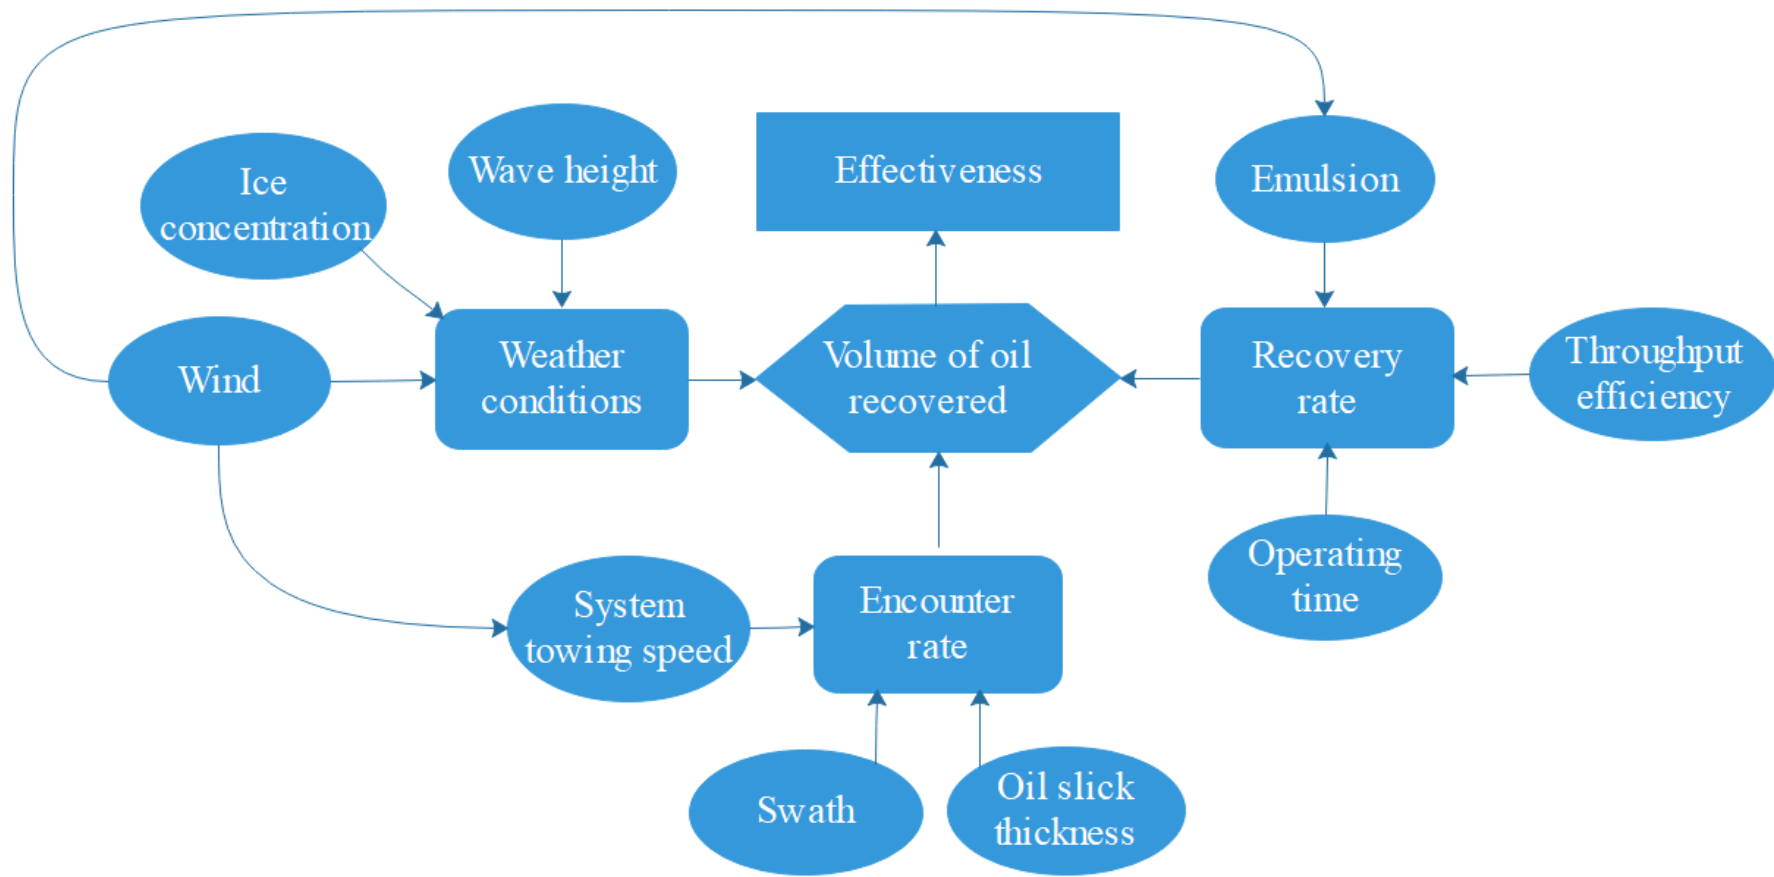 Ice
concentration
Wave height
Effectiveness
Emulsion
Wind
Weather
conditions
Volume of oil
recovered
Recovery
rate
Throughput
efficiency
System
towing speed
Encounter
rate
Operating
time
Swath
Oil slick
thickness